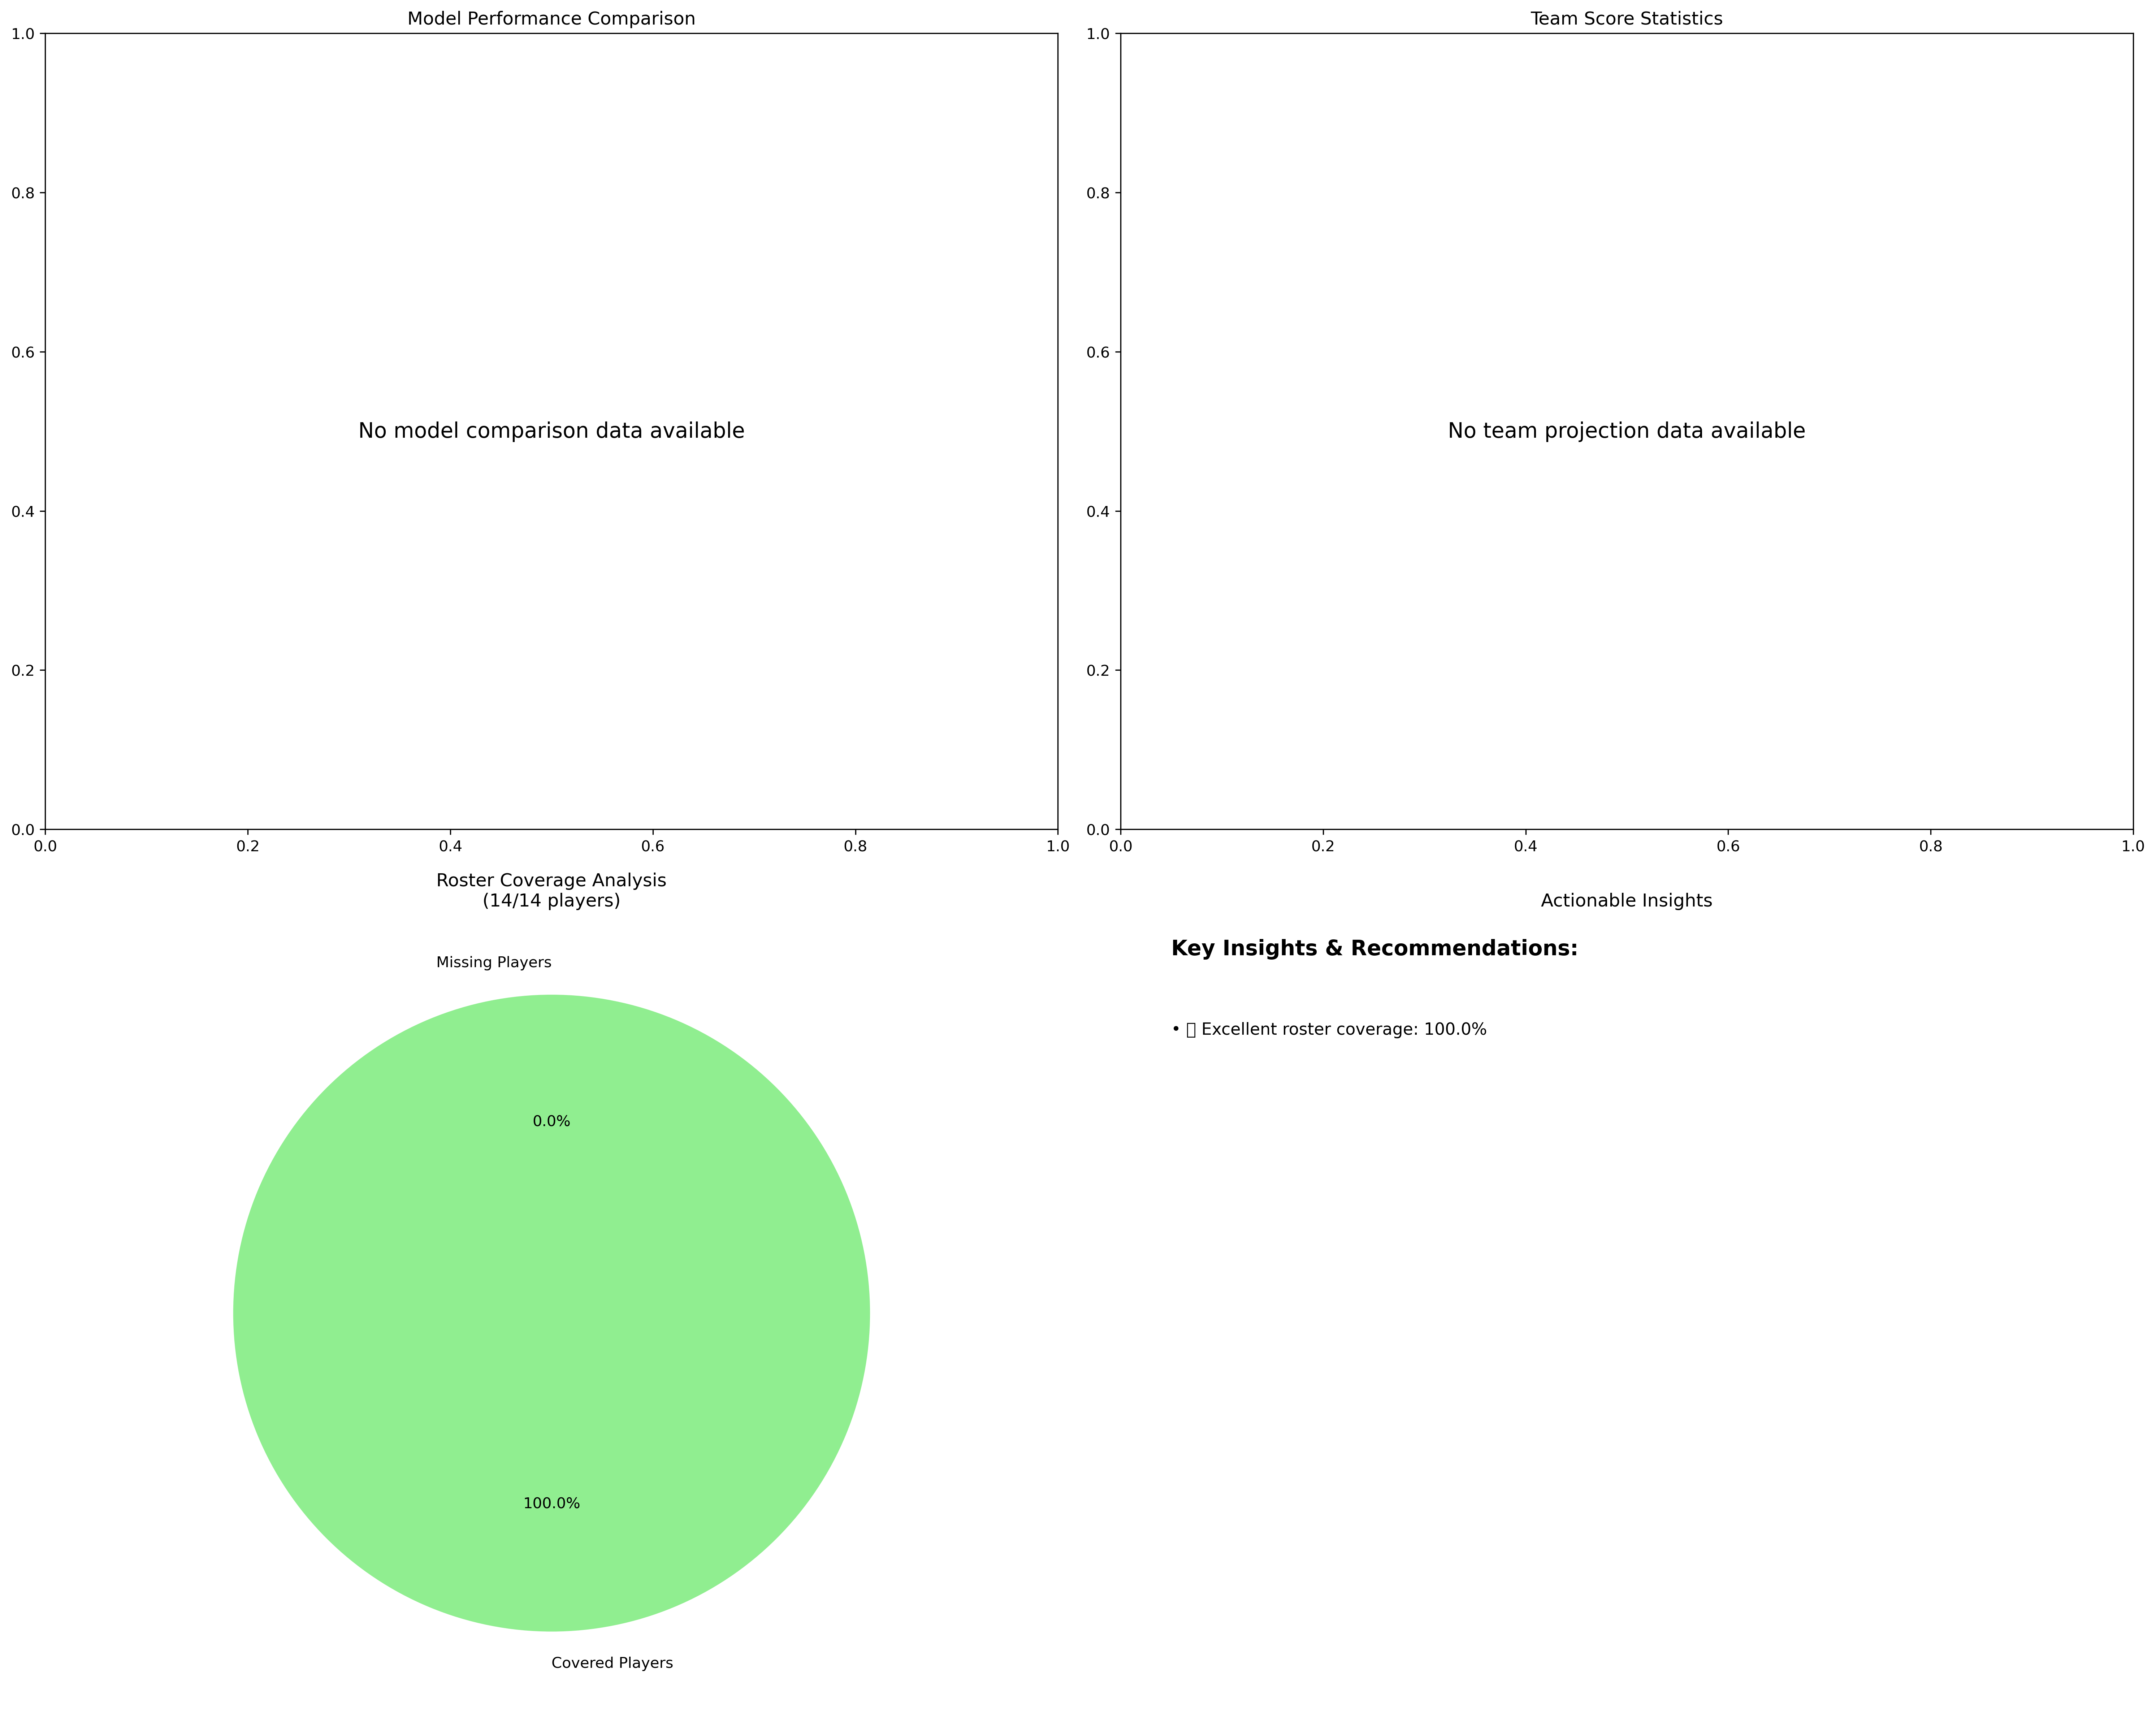 Model Performance Comparison
1.0
0.8
0.6
0.4
0.2
0.0
No model comparison data available
0.0 0.2 0.4 0.6 0.8 1.0
Team Score Statistics
1.0
0.8
0.6
0.4
0.2
0.0
No team projection data available
0.0 0.2 0.4 0.6 0.8 1.0
Roster Coverage Analysis
(14/14 players)
Missing Players
0.0%
100.0%
Covered Players
Actionable Insights
Key Insights & Recommendations:
• Excellent roster coverage: 100.0%